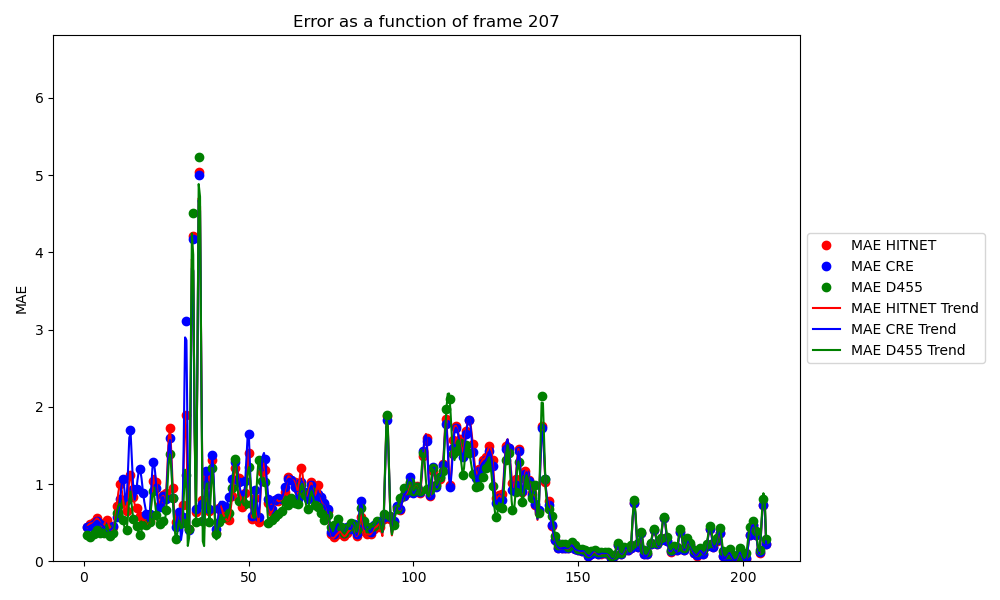 Error as a function of frame 207
MAE
6
5
4
3
2
1
0
0
50
100
150
200
MAE HITNET
MAE CRE
MAE D455
MAE HITNET Trend
MAE CRE Trend
MAE D455 Trend